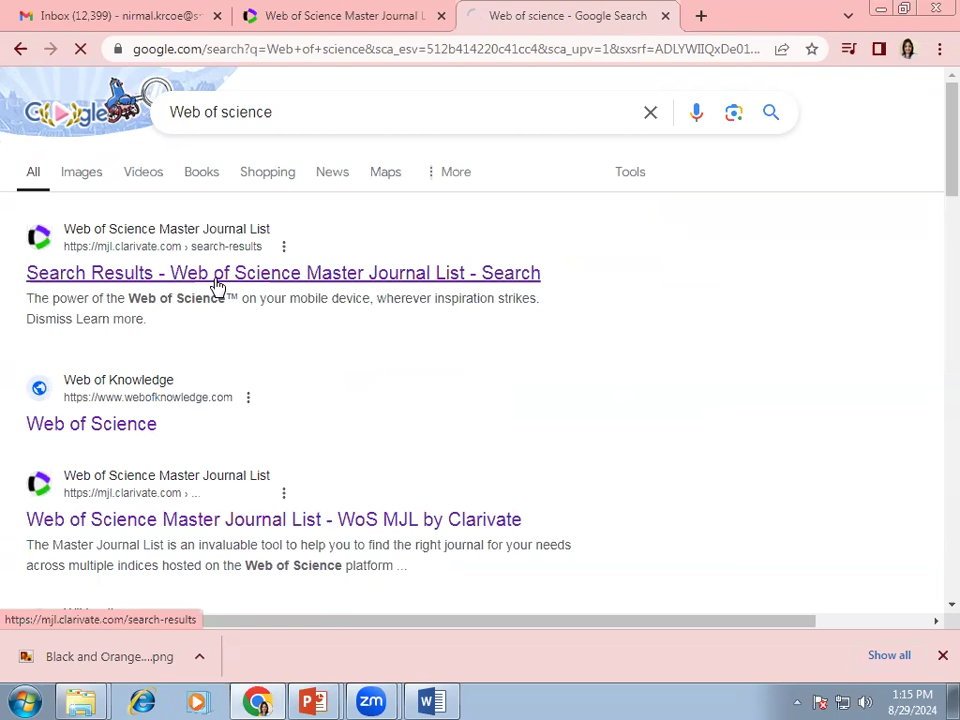 Inbox (12,399) - nirmal.krcoe@s
Web of Science Master Journal L
Web of science - Google Search
google.com/search?q=Web+of+science&sca_esv=512b414220c41cc4&sca_upv=1&sxsrf=ADLYWIIQxDe01...
Google
Web of science
All Images Videos Books Shopping News Maps More Tools
Web of Science Master Journal List
https://mjl.clarivate.com › search-results
Search Results - Web of Science Master Journal List - Search
The power of the Web of Science™ on your mobile device, wherever inspiration strikes.
Dismiss Learn more.
Web of Knowledge
https://www.webofknowledge.com
Web of Science
Web of Science Master Journal List
https://mjl.clarivate.com › ...
Web of Science Master Journal List - WoS MJL by Clarivate
The Master Journal List is an invaluable tool to help you to find the right journal for your needs
across multiple indices hosted on the Web of Science platform ...
https://mjl.clarivate.com/search-results
Black and Orange....png
Show all
zm
1:15 PM
8/29/2024